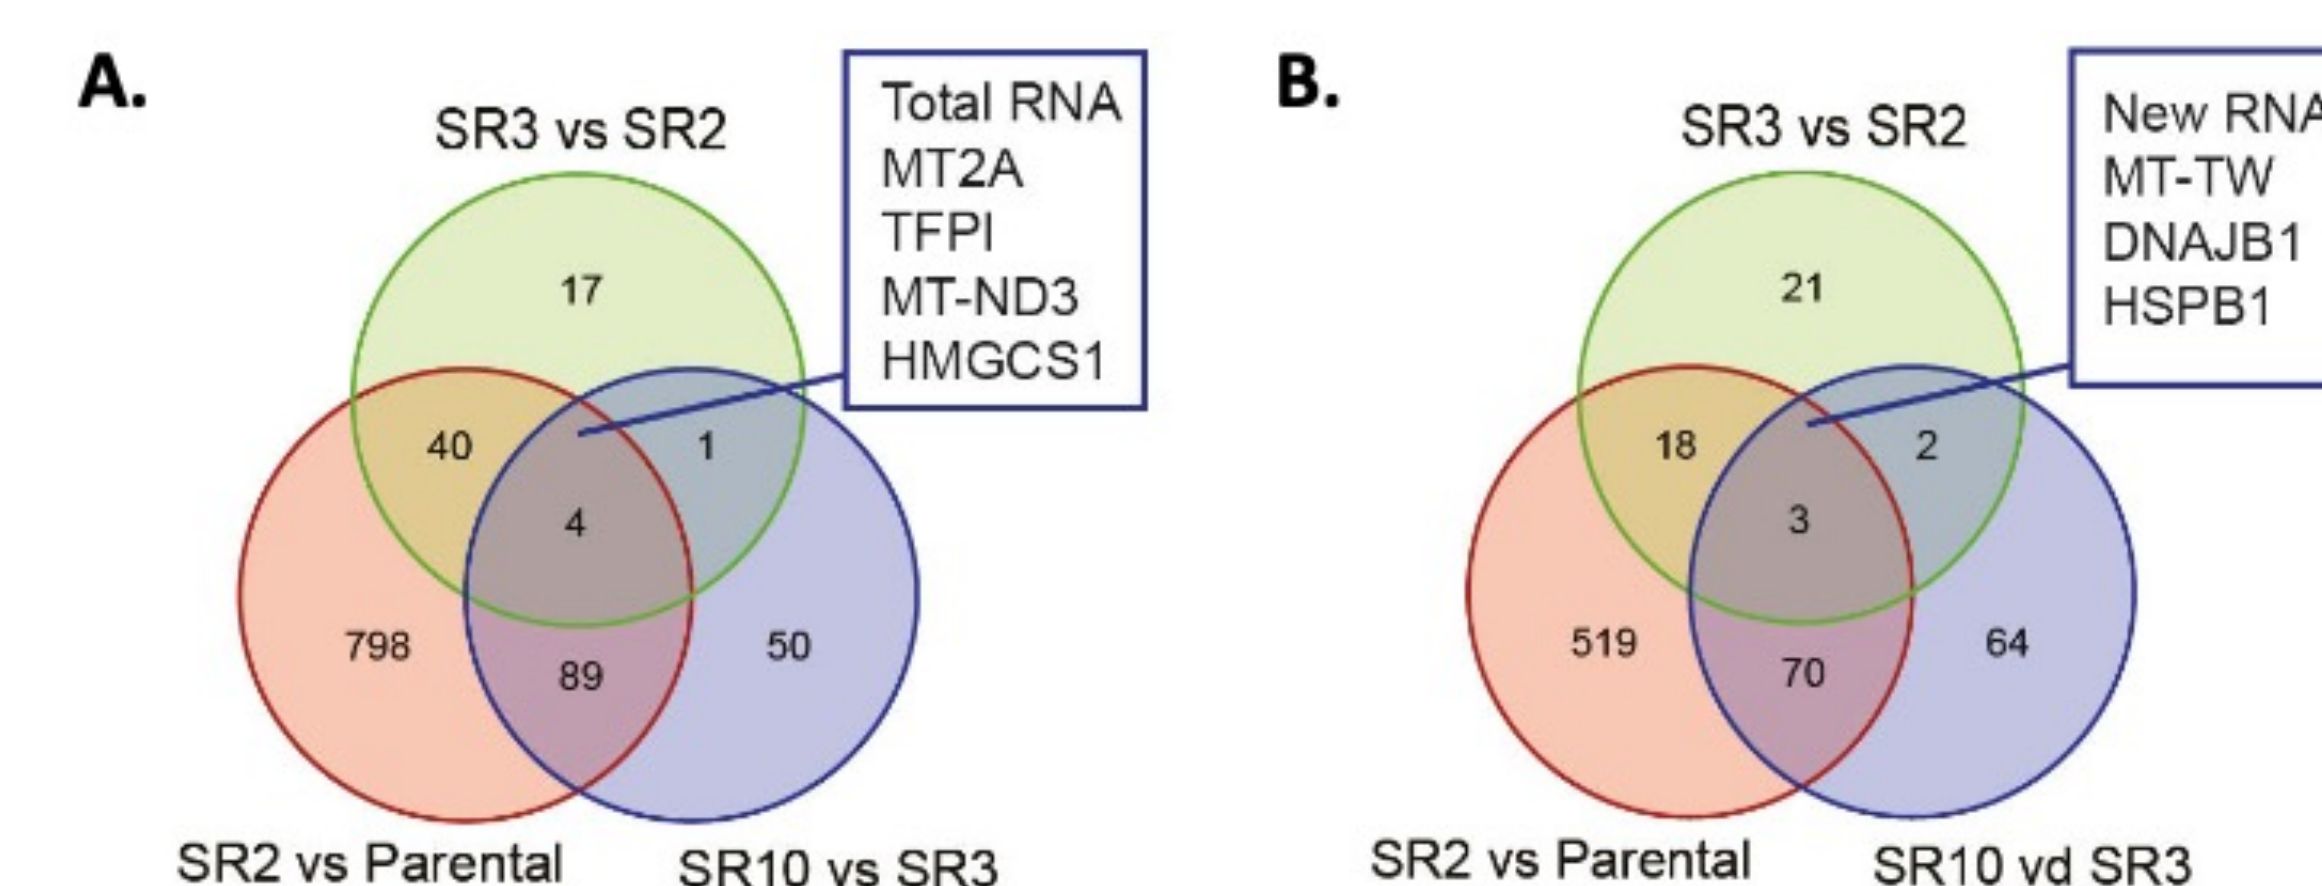 A.
SR3 vs SR2
Total RNA
MT2A
TFPI
MT-ND3
HMGCS1
17
40
1
4
798
89
50
SR2 vs Parental
SR10 vs SR3
B.
SR3 vs SR2
New RNA
MT-TW
DNAJB1
HSPB1
21
18
2
3
519
70
64
SR2 vs Parental
SR10 vd SR3